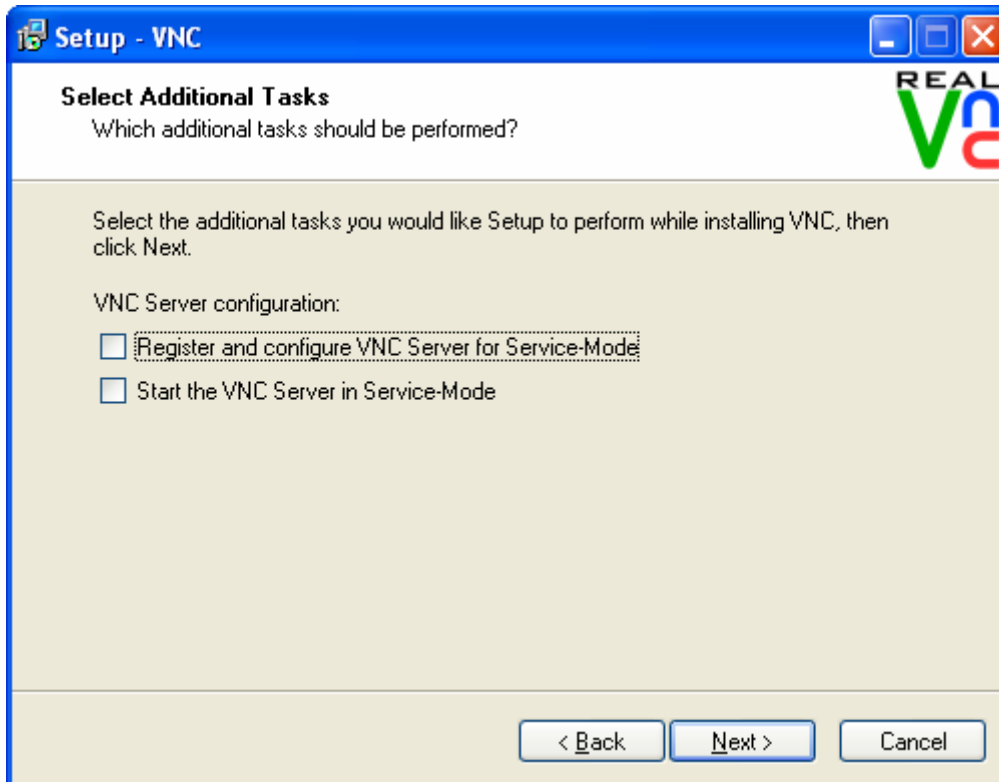 Setup - VNC
Select Additional Tasks
Which additional tasks should be performed?
REAL
VNC
Select the additional tasks you would like Setup to perform while installing VNC, then
click Next.
VNC Server configuration:
Register and configure VNC Server for Service-Mode
Start the VNC Server in Service-Mode
< Back
Next >
Cancel